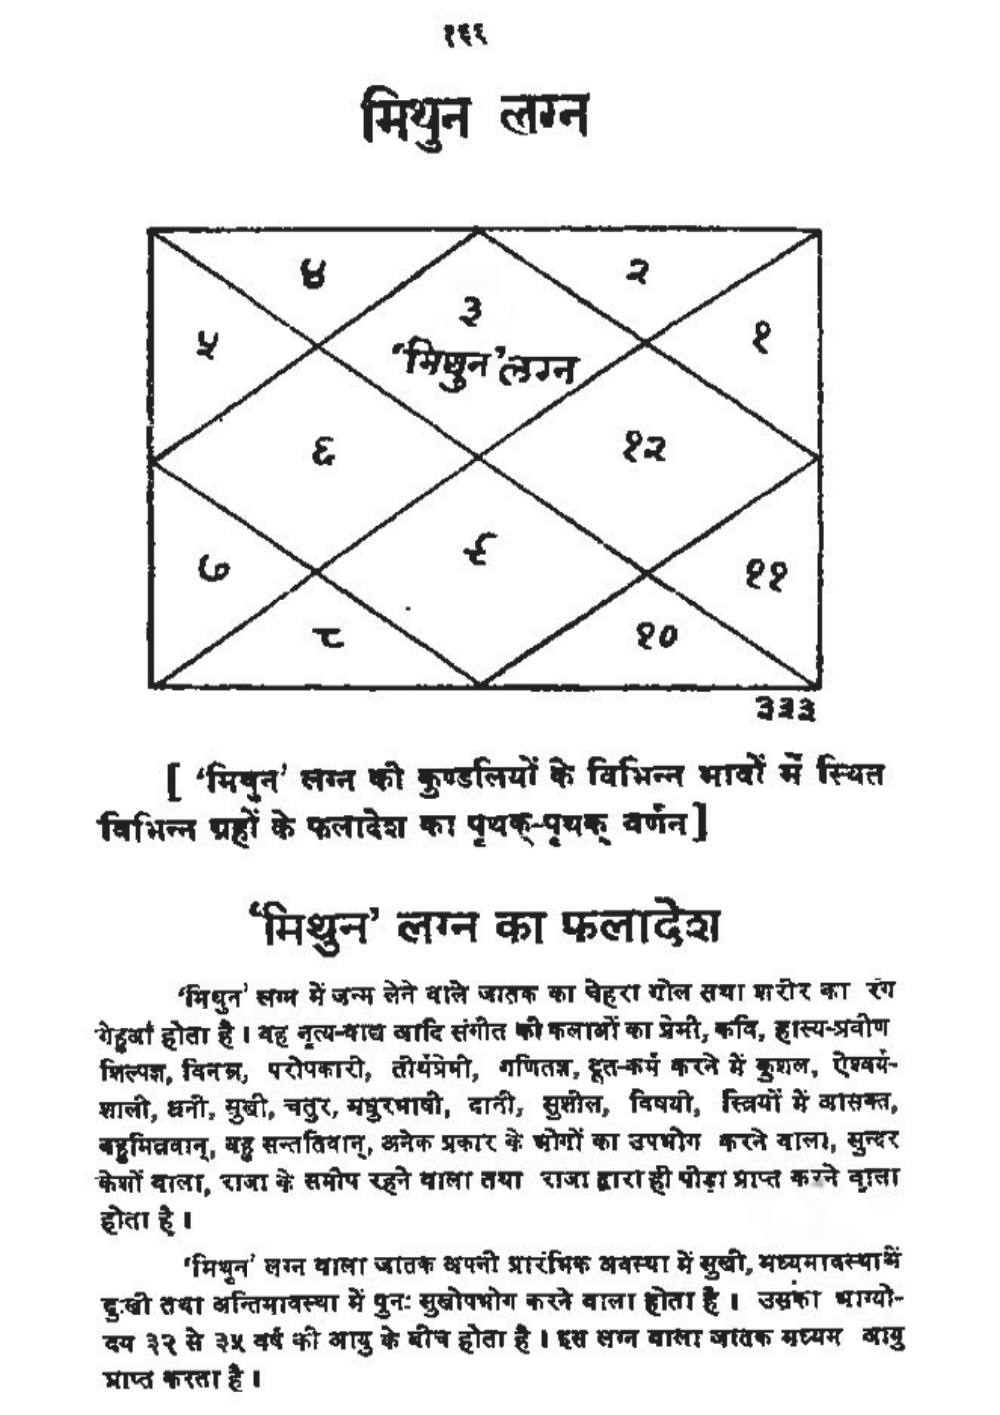 १६६
मिथुन लग्न
४
२
३
५
१
'मिथुन' लग्न
६
१२
९
७
११
८
१०
३३३
[ 'मिथुन' लग्न की कुण्डलियों के विभिन्न भावों में स्थित
विभिन्न ग्रहों के फलादेश का पृथक्-पृथक् वर्णन ]
'मिथुन' लग्न का फलादेश
'मिथुन' लग्न में जन्म लेने वाले जातक का चेहरा गोल तथा शरीर का रंग
गेहुआँ होता है । वह नृत्य-वाद्य आदि संगीत की कलाओं का प्रेमी, कवि, हास्य-प्रवीण
शिल्पज्ञ, विनम्र, परोपकारी, तीर्थप्रेमी, गणितज्ञ, दूत-कर्म करने में कुशल, ऐश्वर्य-
शाली, धनी, सुखी, चतुर, मधुरभाषी, दानी, सुशील, विषयी, स्त्रियों में आसक्त,
बहुमित्रवान्, बहु सन्ततिवान्, अनेक प्रकार के भोगों का उपभोग करने वाला, सुन्दर
केशों वाला, राजा के समीप रहने वाला तथा राजा द्वारा ही पीड़ा प्राप्त करने वाला
होता है ।
'मिथुन' लग्न वाला जातक अपनी प्रारंभिक अवस्था में सुखी, मध्यमावस्था में
दुःखी तथा अन्तिमावस्था में पुनः सुखोपभोग करने वाला होता है । उसका भाग्यो-
दय ३२ से ३५ वर्ष की आयु के बीच होता है । इस लग्न वाला जातक मध्यम आयु
प्राप्त करता है ।